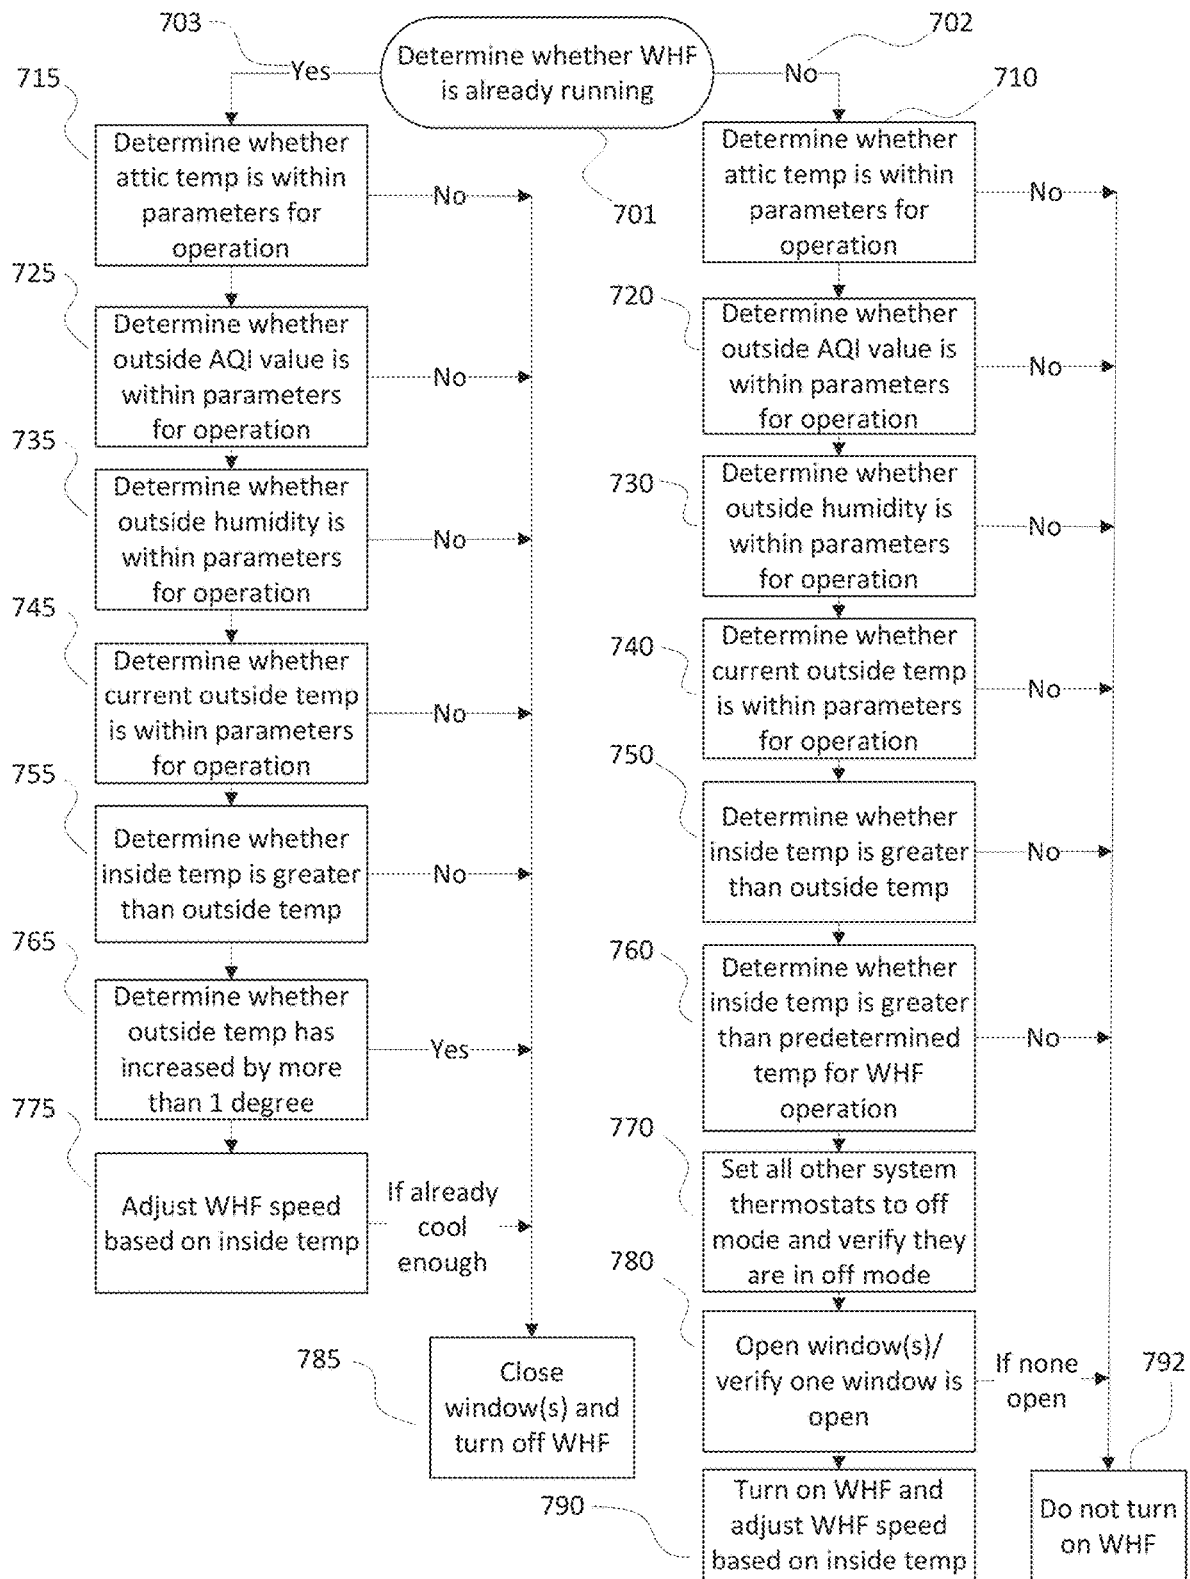 703
702
Determine whether WHF
is already running
Yes
No
701
715
Determine whether
attic temp is within
parameters for
operation
No
725
Determine whether
outside AQI value is
within parameters
for operation
No
735
Determine whether
outside humidity is
within parameters
for operation
No
745
Determine whether
current outside temp
is within parameters
for operation
No
755
Determine whether
inside temp is greater
than outside temp
No
765
Determine whether
outside temp has
increased by more
than 1 degree
Yes
775
Adjust WHF speed
based on inside temp
If already
cool
enough
785
Close
window(s) and
turn off WHF
710
Determine whether
attic temp is within
parameters for
operation
No
720
Determine whether
outside AQI value is
within parameters
for operation
No
730
Determine whether
outside humidity is
within parameters
for operation
No
740
Determine whether
current outside temp
is within parameters
for operation
No
750
Determine whether
inside temp is greater
than outside temp
No
760
Determine whether
inside temp is greater
than predetermined
temp for WHF
operation
No
770
Set all other system
thermostats to off
mode and verify they
are in off mode
780
Open window(s)/
verify one window is
open
If none
open
790
Turn on WHF and
adjust WHF speed
based on inside temp
792
Do not turn
on WHF